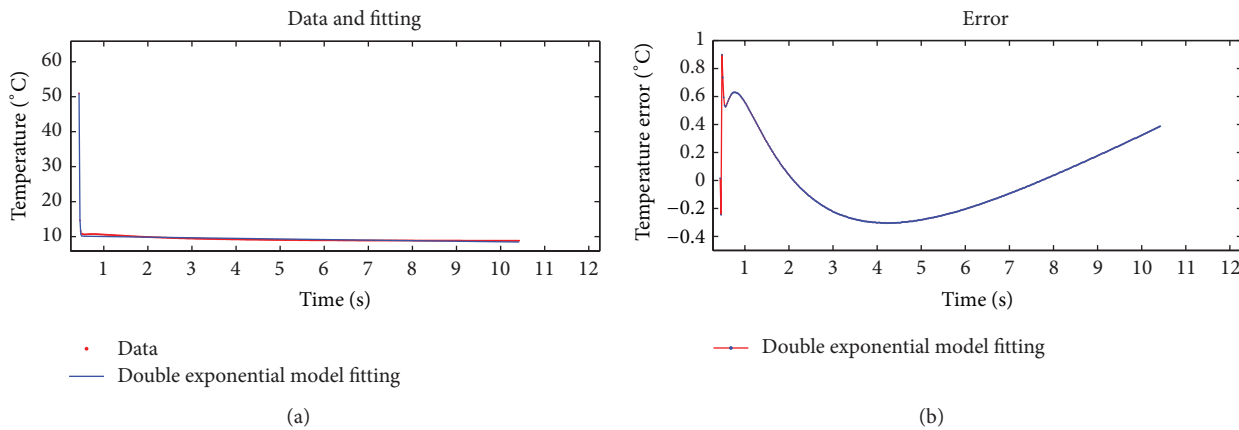 Data and fitting
60
50
40
30
20
10
Temperature (°C)
1 2 3 4 5 6 7 8 9 10 11 12
Time (s)
Data
Double exponential model fitting
(a)
Error
1
0.8
0.6
0.4
0.2
0
−0.2
−0.4
Temperature error (°C)
1 2 3 4 5 6 7 8 9 10 11 12
Time (s)
Double exponential model fitting
(b)